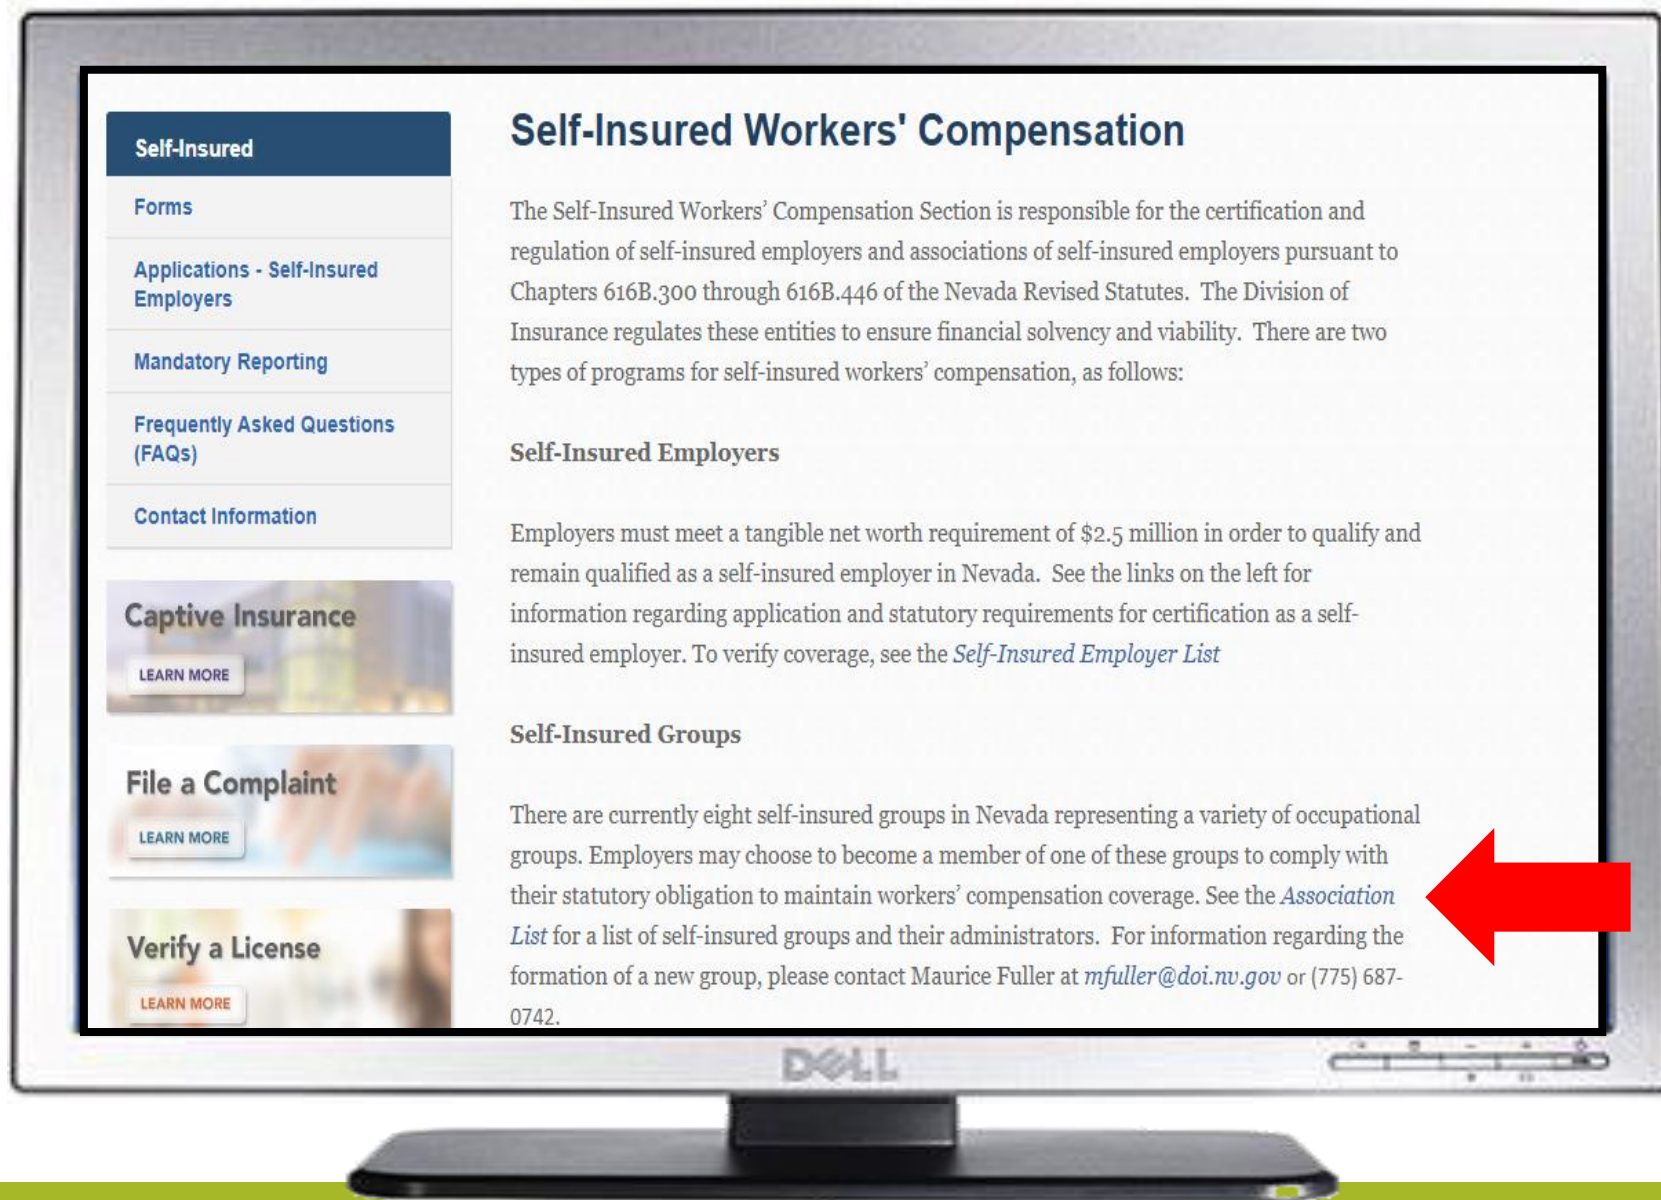 Self-Insured
Forms
Applications - Self-Insured
Employers
Mandatory Reporting
Frequently Asked Questions
(FAQs)
Contact Information
Captive Insurance
LEARN MORE
File a Complaint
LEARN MORE
Verify a License
LEARN MORE
Self-Insured Workers' Compensation
The Self-Insured Workers’ Compensation Section is responsible for the certification and
regulation of self-insured employers and associations of self-insured employers pursuant to
Chapters 616B.300 through 616B.446 of the Nevada Revised Statutes.  The Division of
Insurance regulates these entities to ensure financial solvency and viability.  There are two
types of programs for self-insured workers’ compensation, as follows:
Self-Insured Employers
Employers must meet a tangible net worth requirement of $2.5 million in order to qualify and
remain qualified as a self-insured employer in Nevada.  See the links on the left for
information regarding application and statutory requirements for certification as a self-
insured employer. To verify coverage, see the Self-Insured Employer List
Self-Insured Groups
There are currently eight self-insured groups in Nevada representing a variety of occupational
groups. Employers may choose to become a member of one of these groups to comply with
their statutory obligation to maintain workers’ compensation coverage. See the Association
List for a list of self-insured groups and their administrators.  For information regarding the
formation of a new group, please contact Maurice Fuller at mfuller@doi.nv.gov or (775) 687-
0742.
DELL